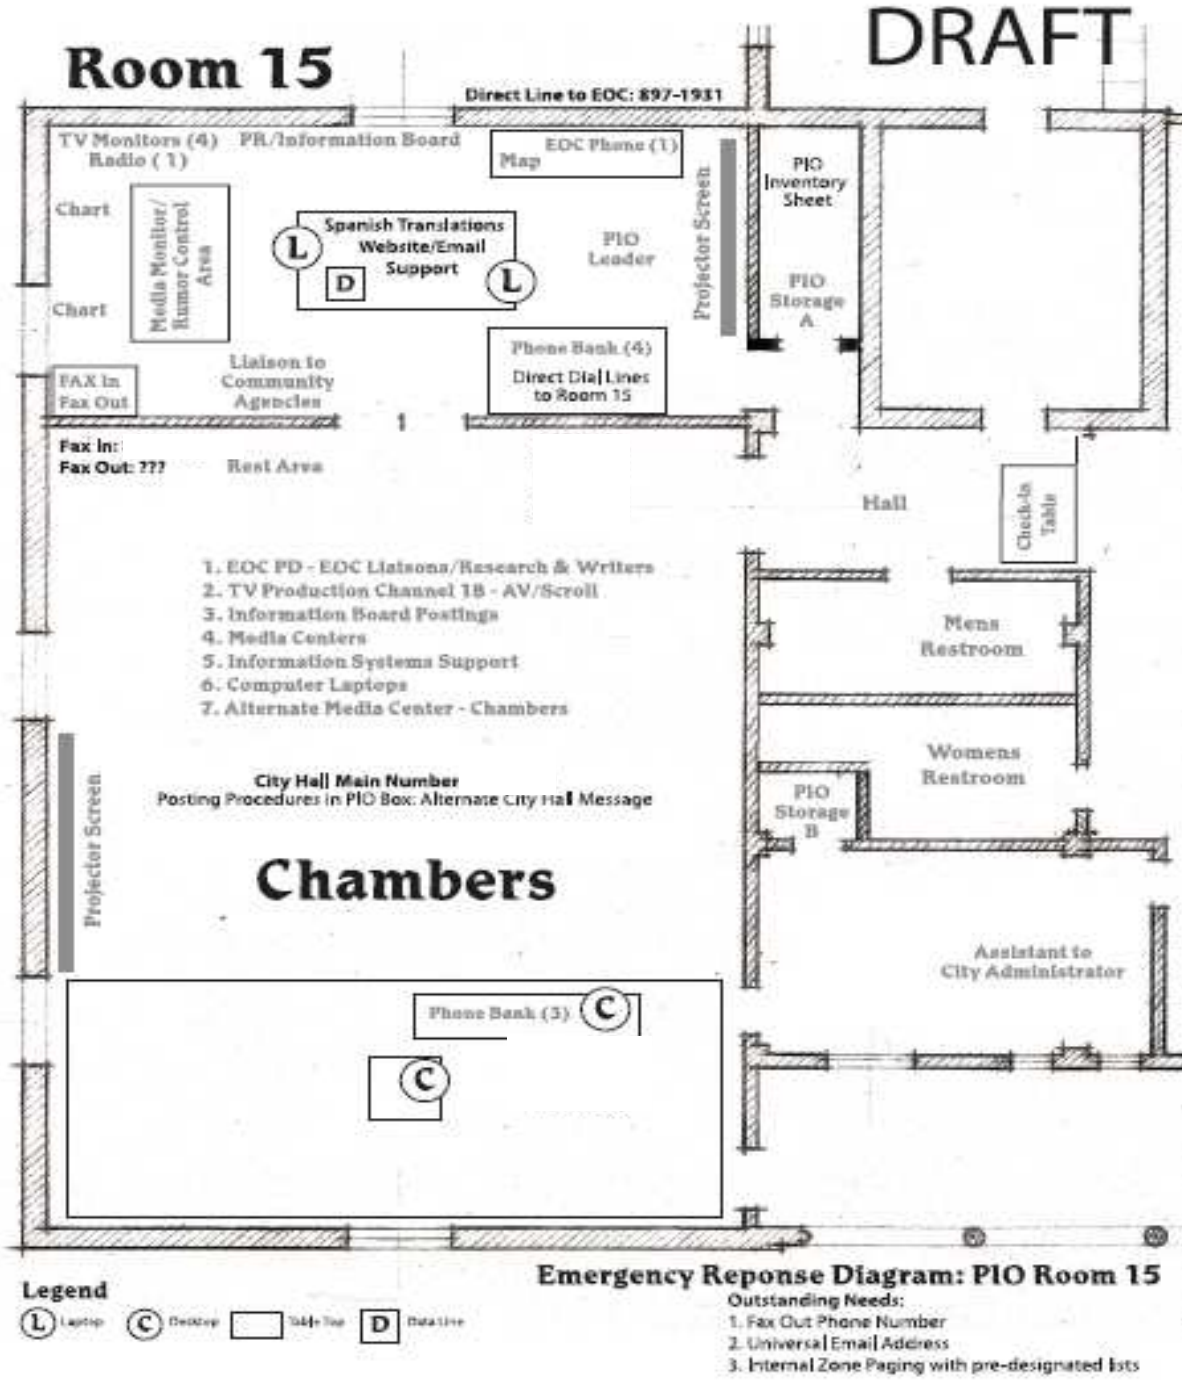 DRAFT
Room 15
Direct Line to EOC: 897-1931
TV Monitors (4)
Radio ( 1)
PR/Information Board
EOC Phone (1)
Map
Projector Screen
PIO
Inventory
Sheet
Chart
Media Monitor/
Rumor Control
Area
L
Spanish Translations
Website/Email
Support
D
L
PIO
Leader
PIO
Storage
A
Chart
Phone Bank (4)
Direct Dial Lines
to Room 15
FAX In
Fax Out
Liaison to
Community
Agencies
Fax In:
Fax Out: ???
Rest Area
Hall
Check-In
Table
1. EOC PD - EOC Liaisons/Research & Writers
2. TV Production Channel 18 - AV/Scroll
3. Information Board Postings
4. Media Centers
5. Information Systems Support
6. Computer Laptops
7. Alternate Media Center - Chambers
Mens
Restroom
Womens
Restroom
City Hall Main Number
Posting Procedures in PIO Box: Alternate City Hall Message
PIO
Storage
B
Projector Screen
Chambers
Assistant to
City Administrator
Phone Bank (3)
C
C
Emergency Reponse Diagram: PIO Room 15
Legend
L Laptop
C Desktop
Table Top
D Data Line
Outstanding Needs:
1. Fax Out Phone Number
2. Universal Email Address
3. Internal Zone Paging with pre-designated lists